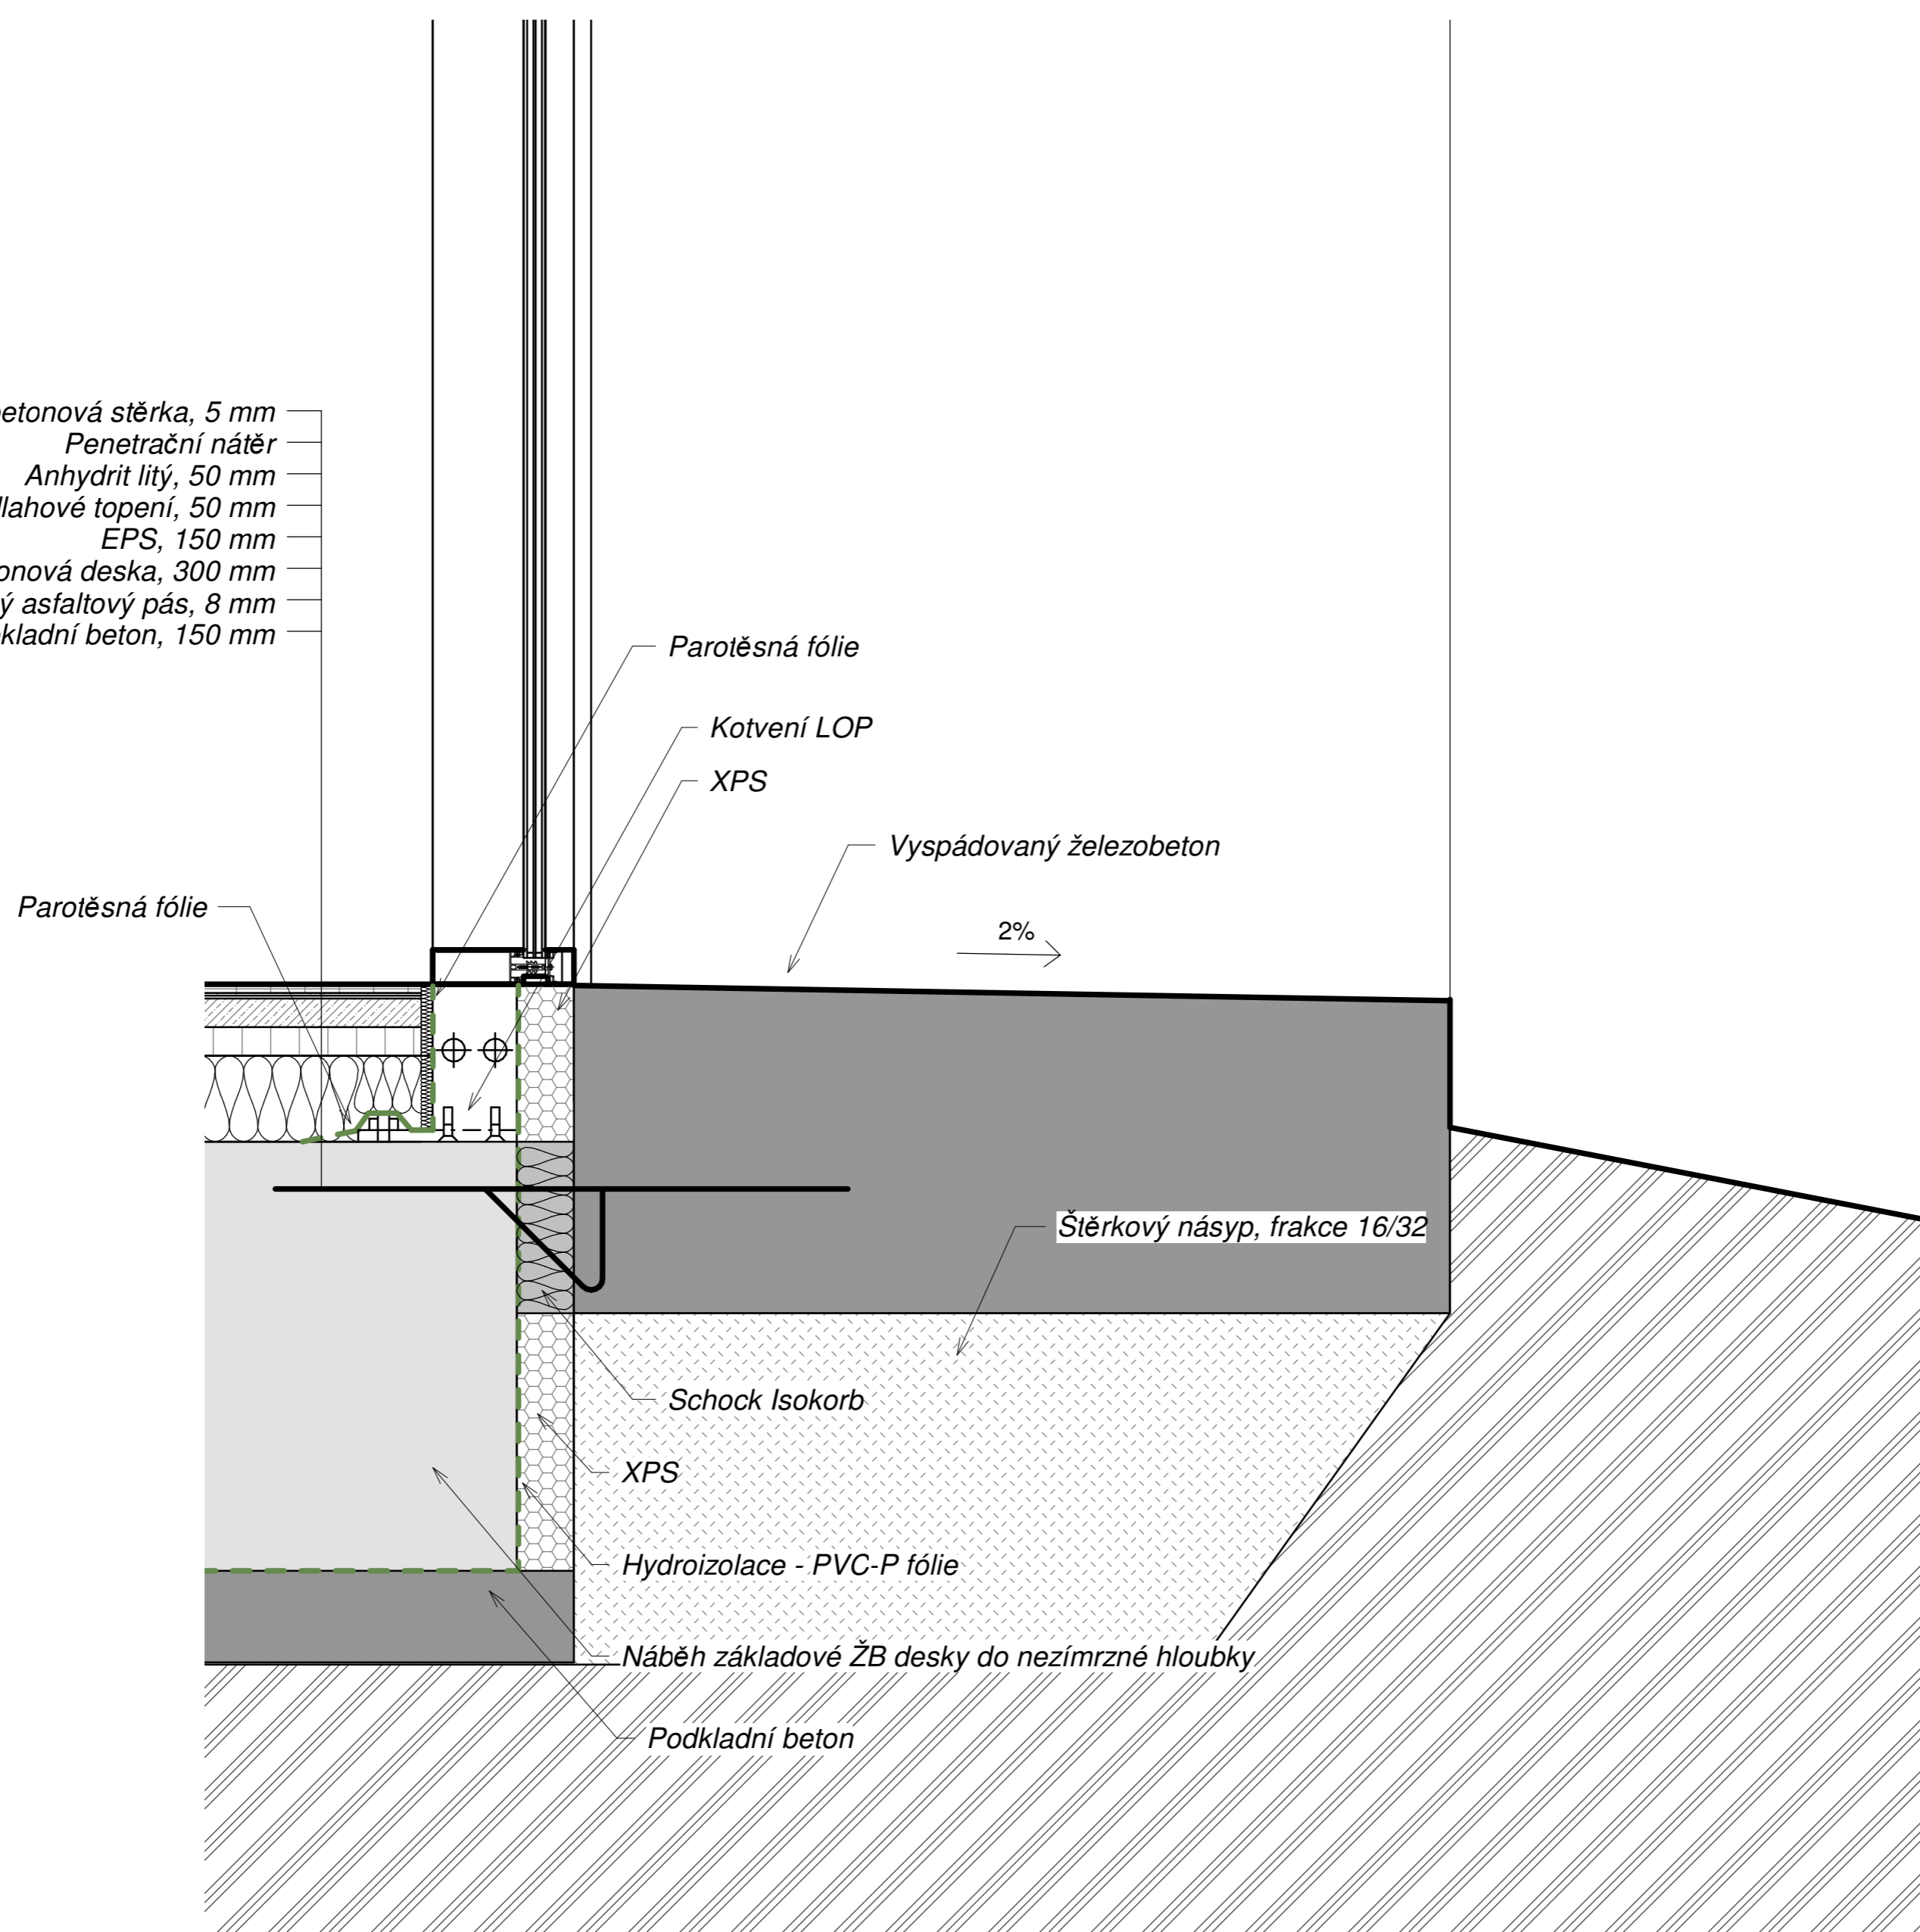 etonová stěrka, 5 mm
Penetrační nátěr
Anhydrit litý, 50 mm
lahové topení, 50 mm
EPS, 150 mm
onová deska, 300 mm
ý asfaltový pás, 8 mm
kladní beton, 150 mm
Parotěsná fólie
Kotvení LOP
XPS
Vyspádovaný železobeton
Parotěsná fólie
2%
Štěrkový násyp, frakce 16/32
Schock Isokorb
XPS
Hydroizolace - PVC-P fólie
Náběh základové ŽB desky do nezímrzné hloubky
Podkladní beton